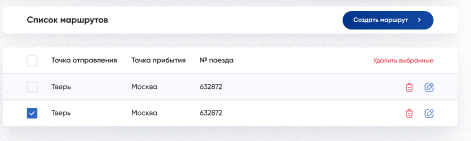 Список маршрутов Создать маршрут
Точка отправления Точка прибытия № поезда Удалить выбранные
Тверь Москва 632872
Тверь Москва 632872